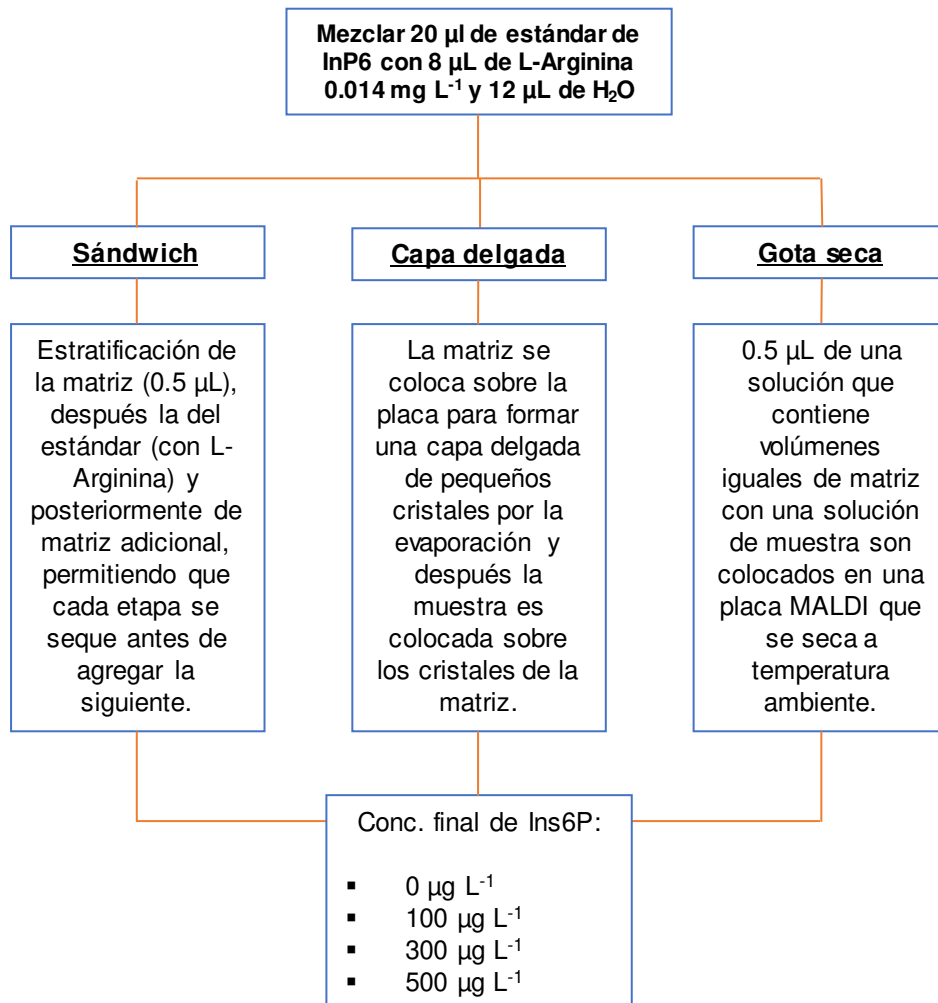 Mezclar 20 µl de estándar de
InP6 con 8 µL de L-Arginina
0.014 mg L⁻¹ y 12 µL de H₂O
Sándwich
Estratificación de
la matriz (0.5 µL),
después la del
estándar (con L-
Arginina) y
posteriormente de
matriz adicional,
permitiendo que
cada etapa se
seque antes de
agregar la
siguiente.
Capa delgada
La matriz se
coloca sobre la
placa para formar
una capa delgada
de pequeños
cristales por la
evaporación y
después la
muestra es
colocada sobre
los cristales de la
matriz.
Gota seca
0.5 µL de una
solución que
contiene
volúmenes
iguales de matriz
con una solución
de muestra son
colocados en una
placa MALDI que
se seca a
temperatura
ambiente.
Conc. final de Ins6P:
▪ 0 µg L⁻¹
▪ 100 µg L⁻¹
▪ 300 µg L⁻¹
▪ 500 µg L⁻¹